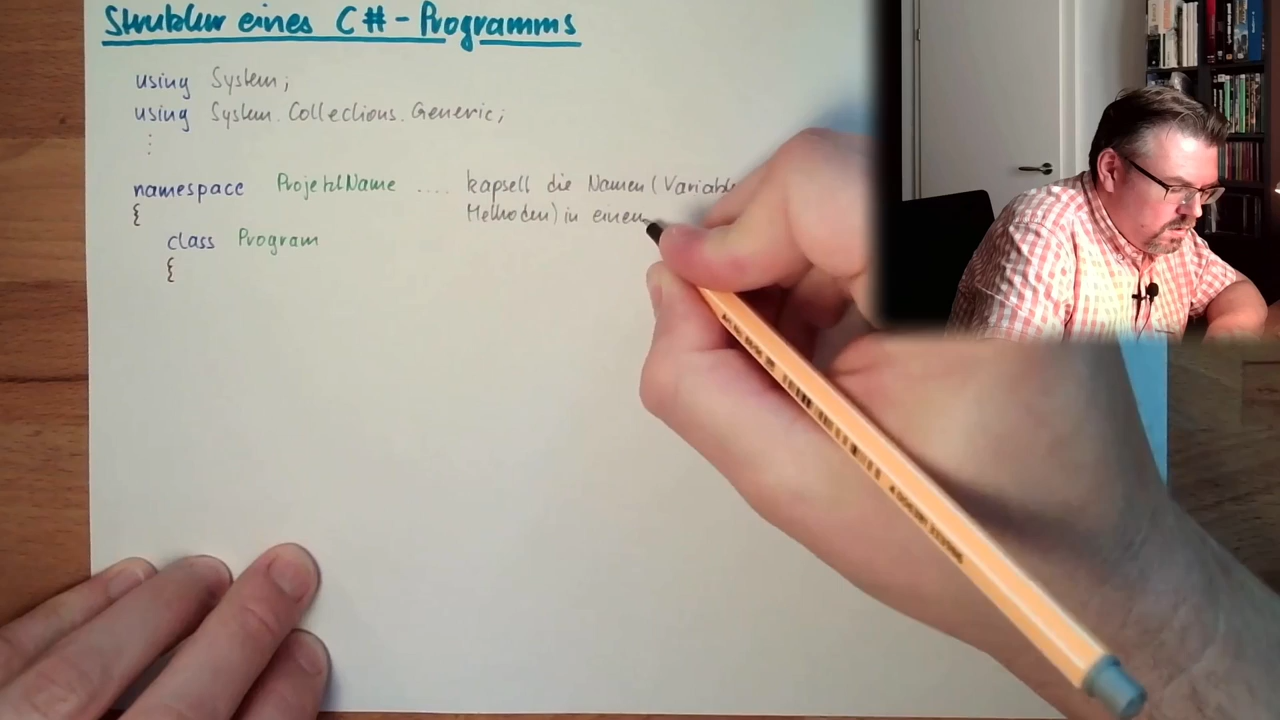 Struktur eines C# - Programms
using System;
using System.Collections.Generic;
namespace ProjektName .... kapselt die Namen (Variable
{ Methoden) in einem
class Program
{